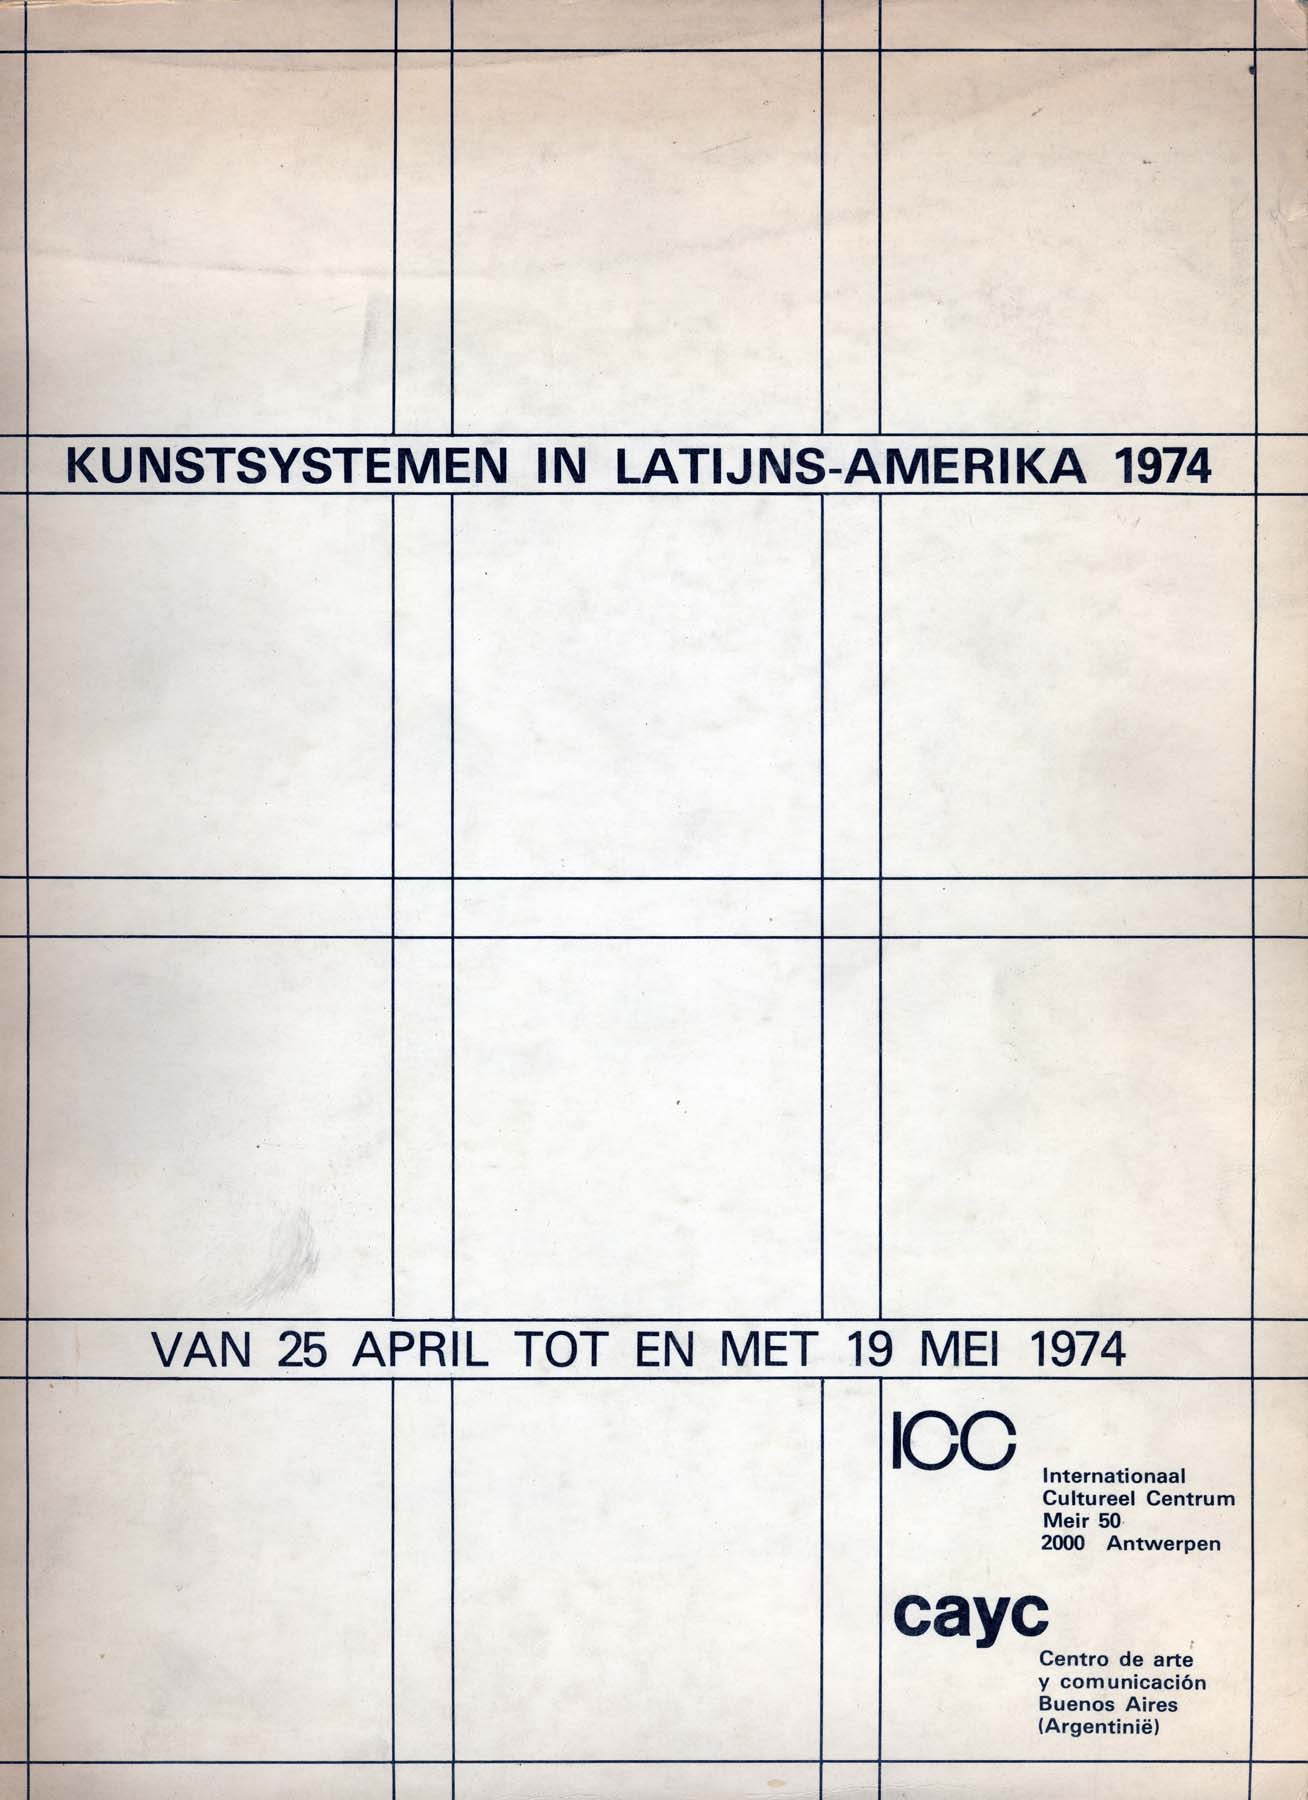 KUNSTSYSTEMEN IN LATIJNS-AMERIKA 1974
VAN 25 APRIL TOT EN MET 19 MEI 1974
ICC
Internationaal
Cultureel Centrum
Meir 50
2000 Antwerpen
cayc
Centro de arte
y comunicación
Buenos Aires
(Argentinië)